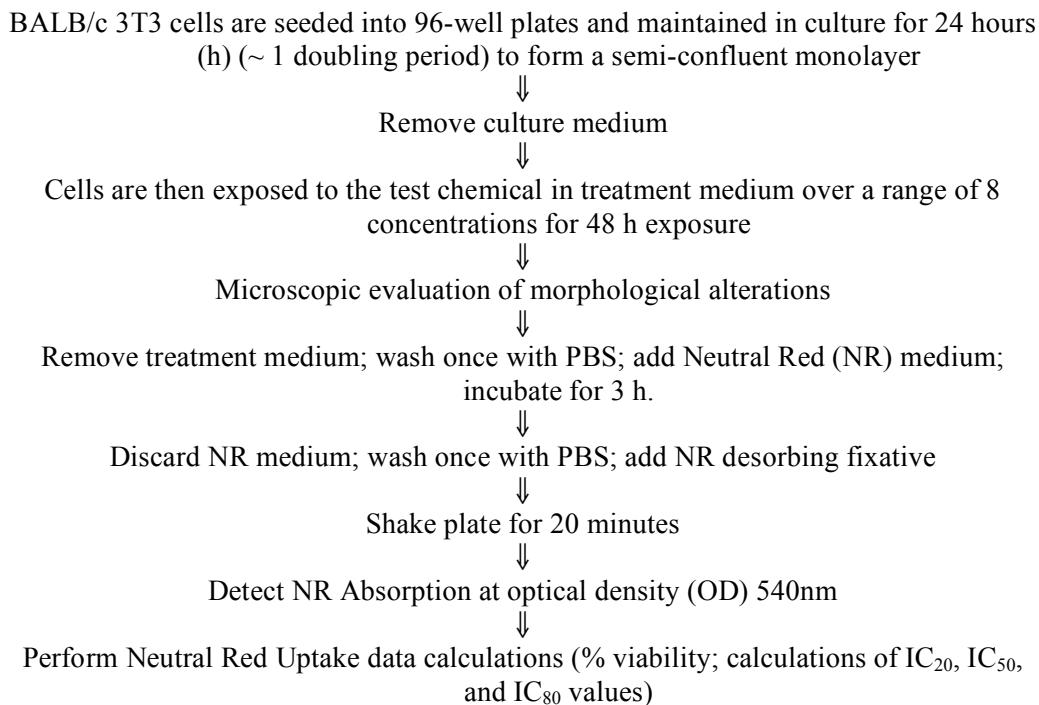 BALB/c 3T3 cells are seeded into 96-well plates and maintained in culture for 24 hours
(h) (~ 1 doubling period) to form a semi-confluent monolayer
⇓
Remove culture medium
⇓
Cells are then exposed to the test chemical in treatment medium over a range of 8
concentrations for 48 h exposure
⇓
Microscopic evaluation of morphological alterations
⇓
Remove treatment medium; wash once with PBS; add Neutral Red (NR) medium;
incubate for 3 h.
⇓
Discard NR medium; wash once with PBS; add NR desorbing fixative
⇓
Shake plate for 20 minutes
⇓
Detect NR Absorption at optical density (OD) 540nm
⇓
Perform Neutral Red Uptake data calculations (% viability; calculations of IC20, IC50,
and IC80 values)